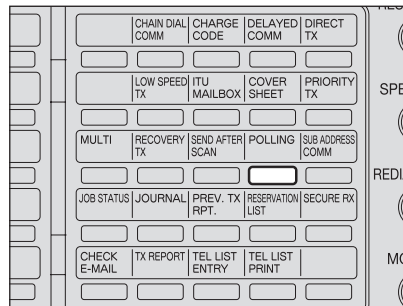 CHAIN DIAL COMM
CHARGE CODE
DELAYED COMM
DIRECT TX
LOW SPEED TX
ITU MAILBOX
COVER SHEET
PRIORITY TX
MULTI
RECOVERY TX
SEND AFTER SCAN
POLLING
SUB ADDRESS COMM
JOB STATUS
JOURNAL
PREV. TX RPT.
RESERVATION LIST
SECURE RX
CHECK E-MAIL
TX REPORT
TEL LIST ENTRY
TEL LIST PRINT
SPE
REDI
MO